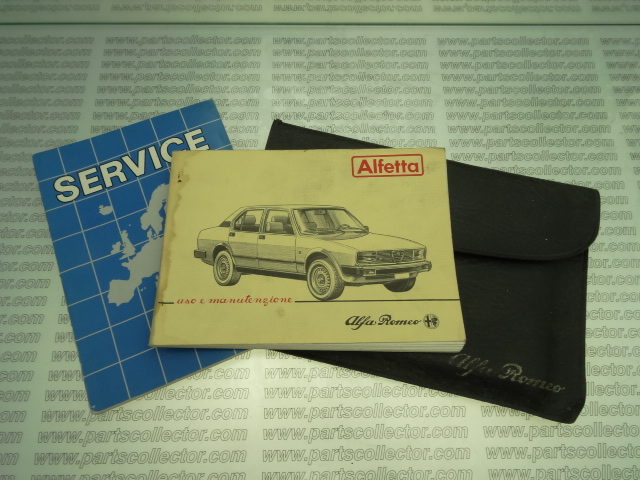 www.partscollector.com
SERVICE
Alfetta
uso e manutenzione
Alfa Romeo
Alfa Romeo